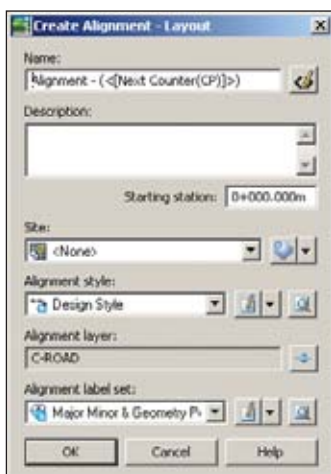 Create Alignment - Layout
Name:
Alignment - (<[Next Counter(CP)]>)
Description:
Starting station: 0+000.000m
Site:
<None>
Alignment style:
Design Style
Alignment layer:
C-ROAD
Alignment label set:
Major Minor & Geometry
OK Cancel Help